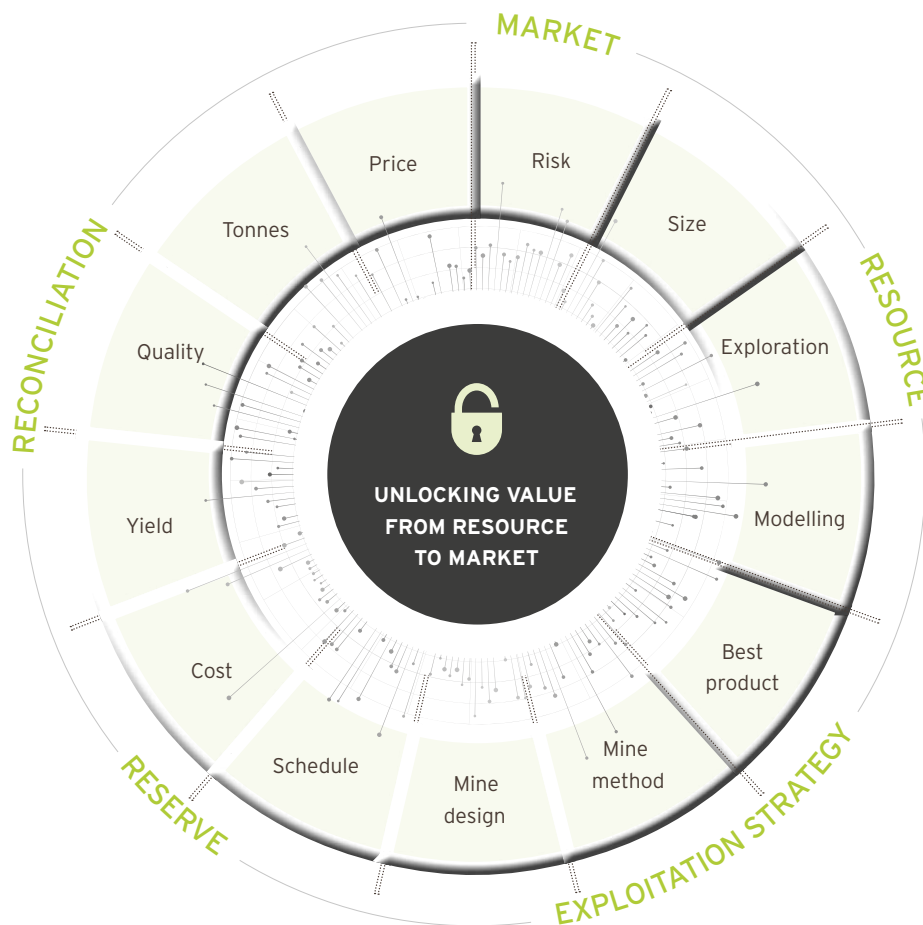 MARKET
RESOURCE
EXPLOITATION STRATEGY
RESERVE
RECONCILIATION
Price
Risk
Size
Exploration
Modelling
Best
product
Mine
method
Mine
design
Schedule
Cost
Yield
Quality
Tonnes
UNLOCKING VALUE
FROM RESOURCE
TO MARKET